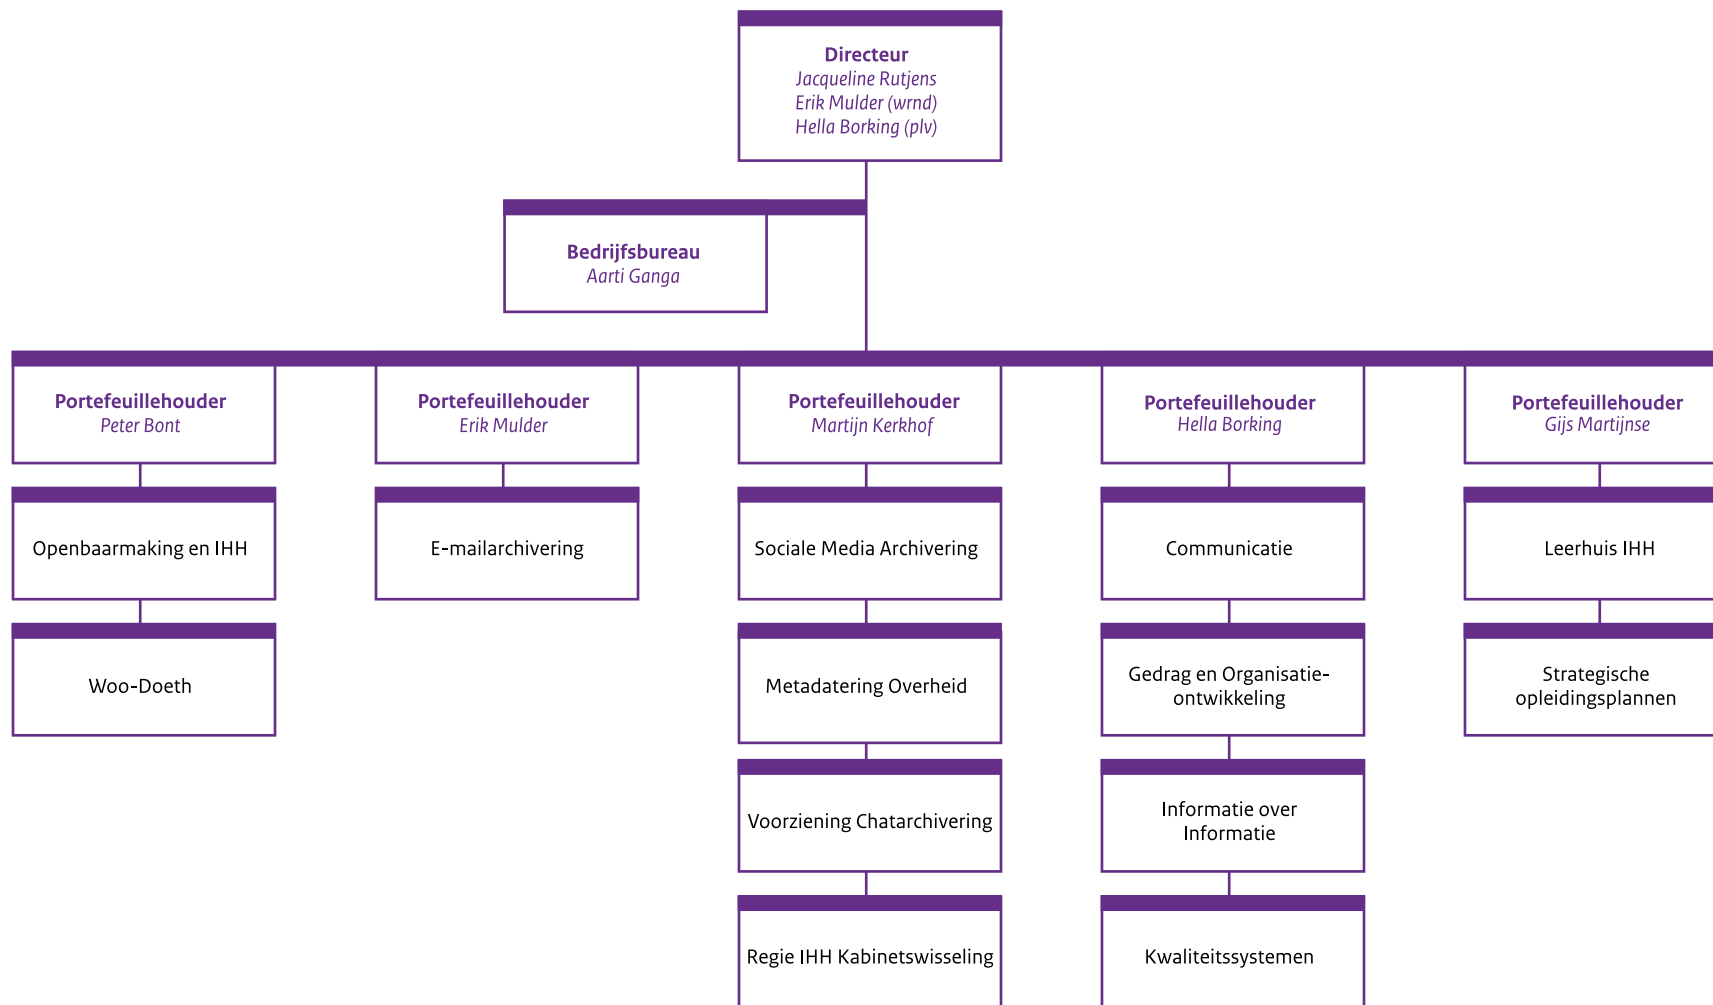 Directeur
Jacqueline Rutjens
Erik Mulder (wrnd)
Hella Borking (plv)
Bedrijfsbureau
Aarti Ganga
Portefeuillehouder
Peter Bont
Openbaarmaking en IHH
Woo-Doeth
Portefeuillehouder
Erik Mulder
E-mailarchivering
Portefeuillehouder
Martijn Kerkhof
Sociale Media Archivering
Metadatering Overheid
Voorziening Chatarchivering
Regie IHH Kabinetswisseling
Portefeuillehouder
Hella Borking
Communicatie
Gedrag en Organisatie-
ontwikkeling
Informatie over
Informatie
Kwaliteitssystemen
Portefeuillehouder
Gijs Martijnse
Leerhuis IHH
Strategische
opleidingsplannen